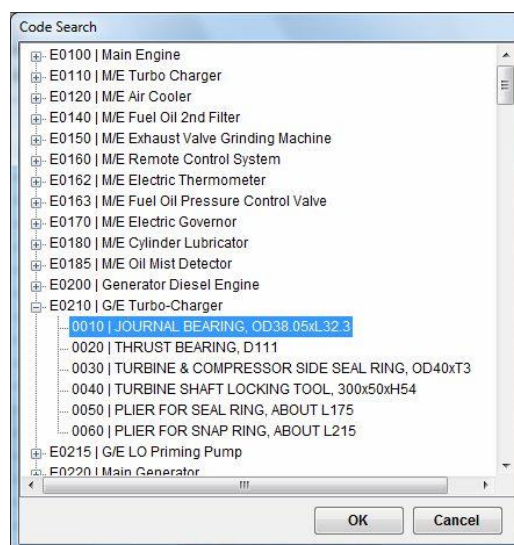 Code Search
E0100 | Main Engine
E0110 | M/E Turbo Charger
E0120 | M/E Air Cooler
E0140 | M/E Fuel Oil 2nd Filter
E0150 | M/E Exhaust Valve Grinding Machine
E0160 | M/E Remote Control System
E0162 | M/E Electric Thermometer
E0163 | M/E Fuel Oil Pressure Control Valve
E0170 | M/E Electric Governor
E0180 | M/E Cylinder Lubricator
E0185 | M/E Oil Mist Detector
E0200 | Generator Diesel Engine
E0210 | G/E Turbo-Charger
0010 | JOURNAL BEARING, OD38.05xL32.3
0020 | THRUST BEARING, D111
0030 | TURBINE & COMPRESSOR SIDE SEAL RING, OD40xT3
0040 | TURBINE SHAFT LOCKING TOOL, 300x50xH54
0050 | PLIER FOR SEAL RING, ABOUT L175
0060 | PLIER FOR SNAP RING, ABOUT L215
E0215 | G/E LO Priming Pump
E0220 | Main Generator
OK Cancel